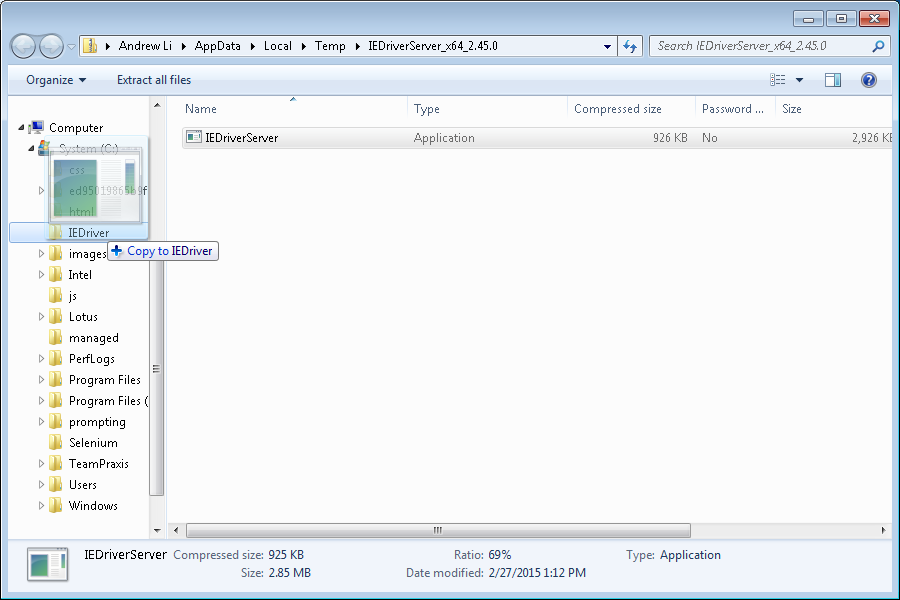 Andrew Li AppData Local Temp IEDriverServer_x64_2.45.0 Search IEDriverServer_x64_2.45.0
Organize Extract all files
Name Type Compressed size Password ... Size
IEDriverServer Application 926 KB No 2,926 KB
Computer
System (C:)
css
ed95019865b9f
html
IEDriver
Copy to IEDriver
images
Intel
js
Lotus
managed
PerfLogs
Program Files
Program Files (
prompting
Selenium
TeamPraxis
Users
Windows
IEDriverServer Compressed size: 925 KB Ratio: 69% Type: Application
Size: 2.85 MB Date modified: 2/27/2015 1:12 PM